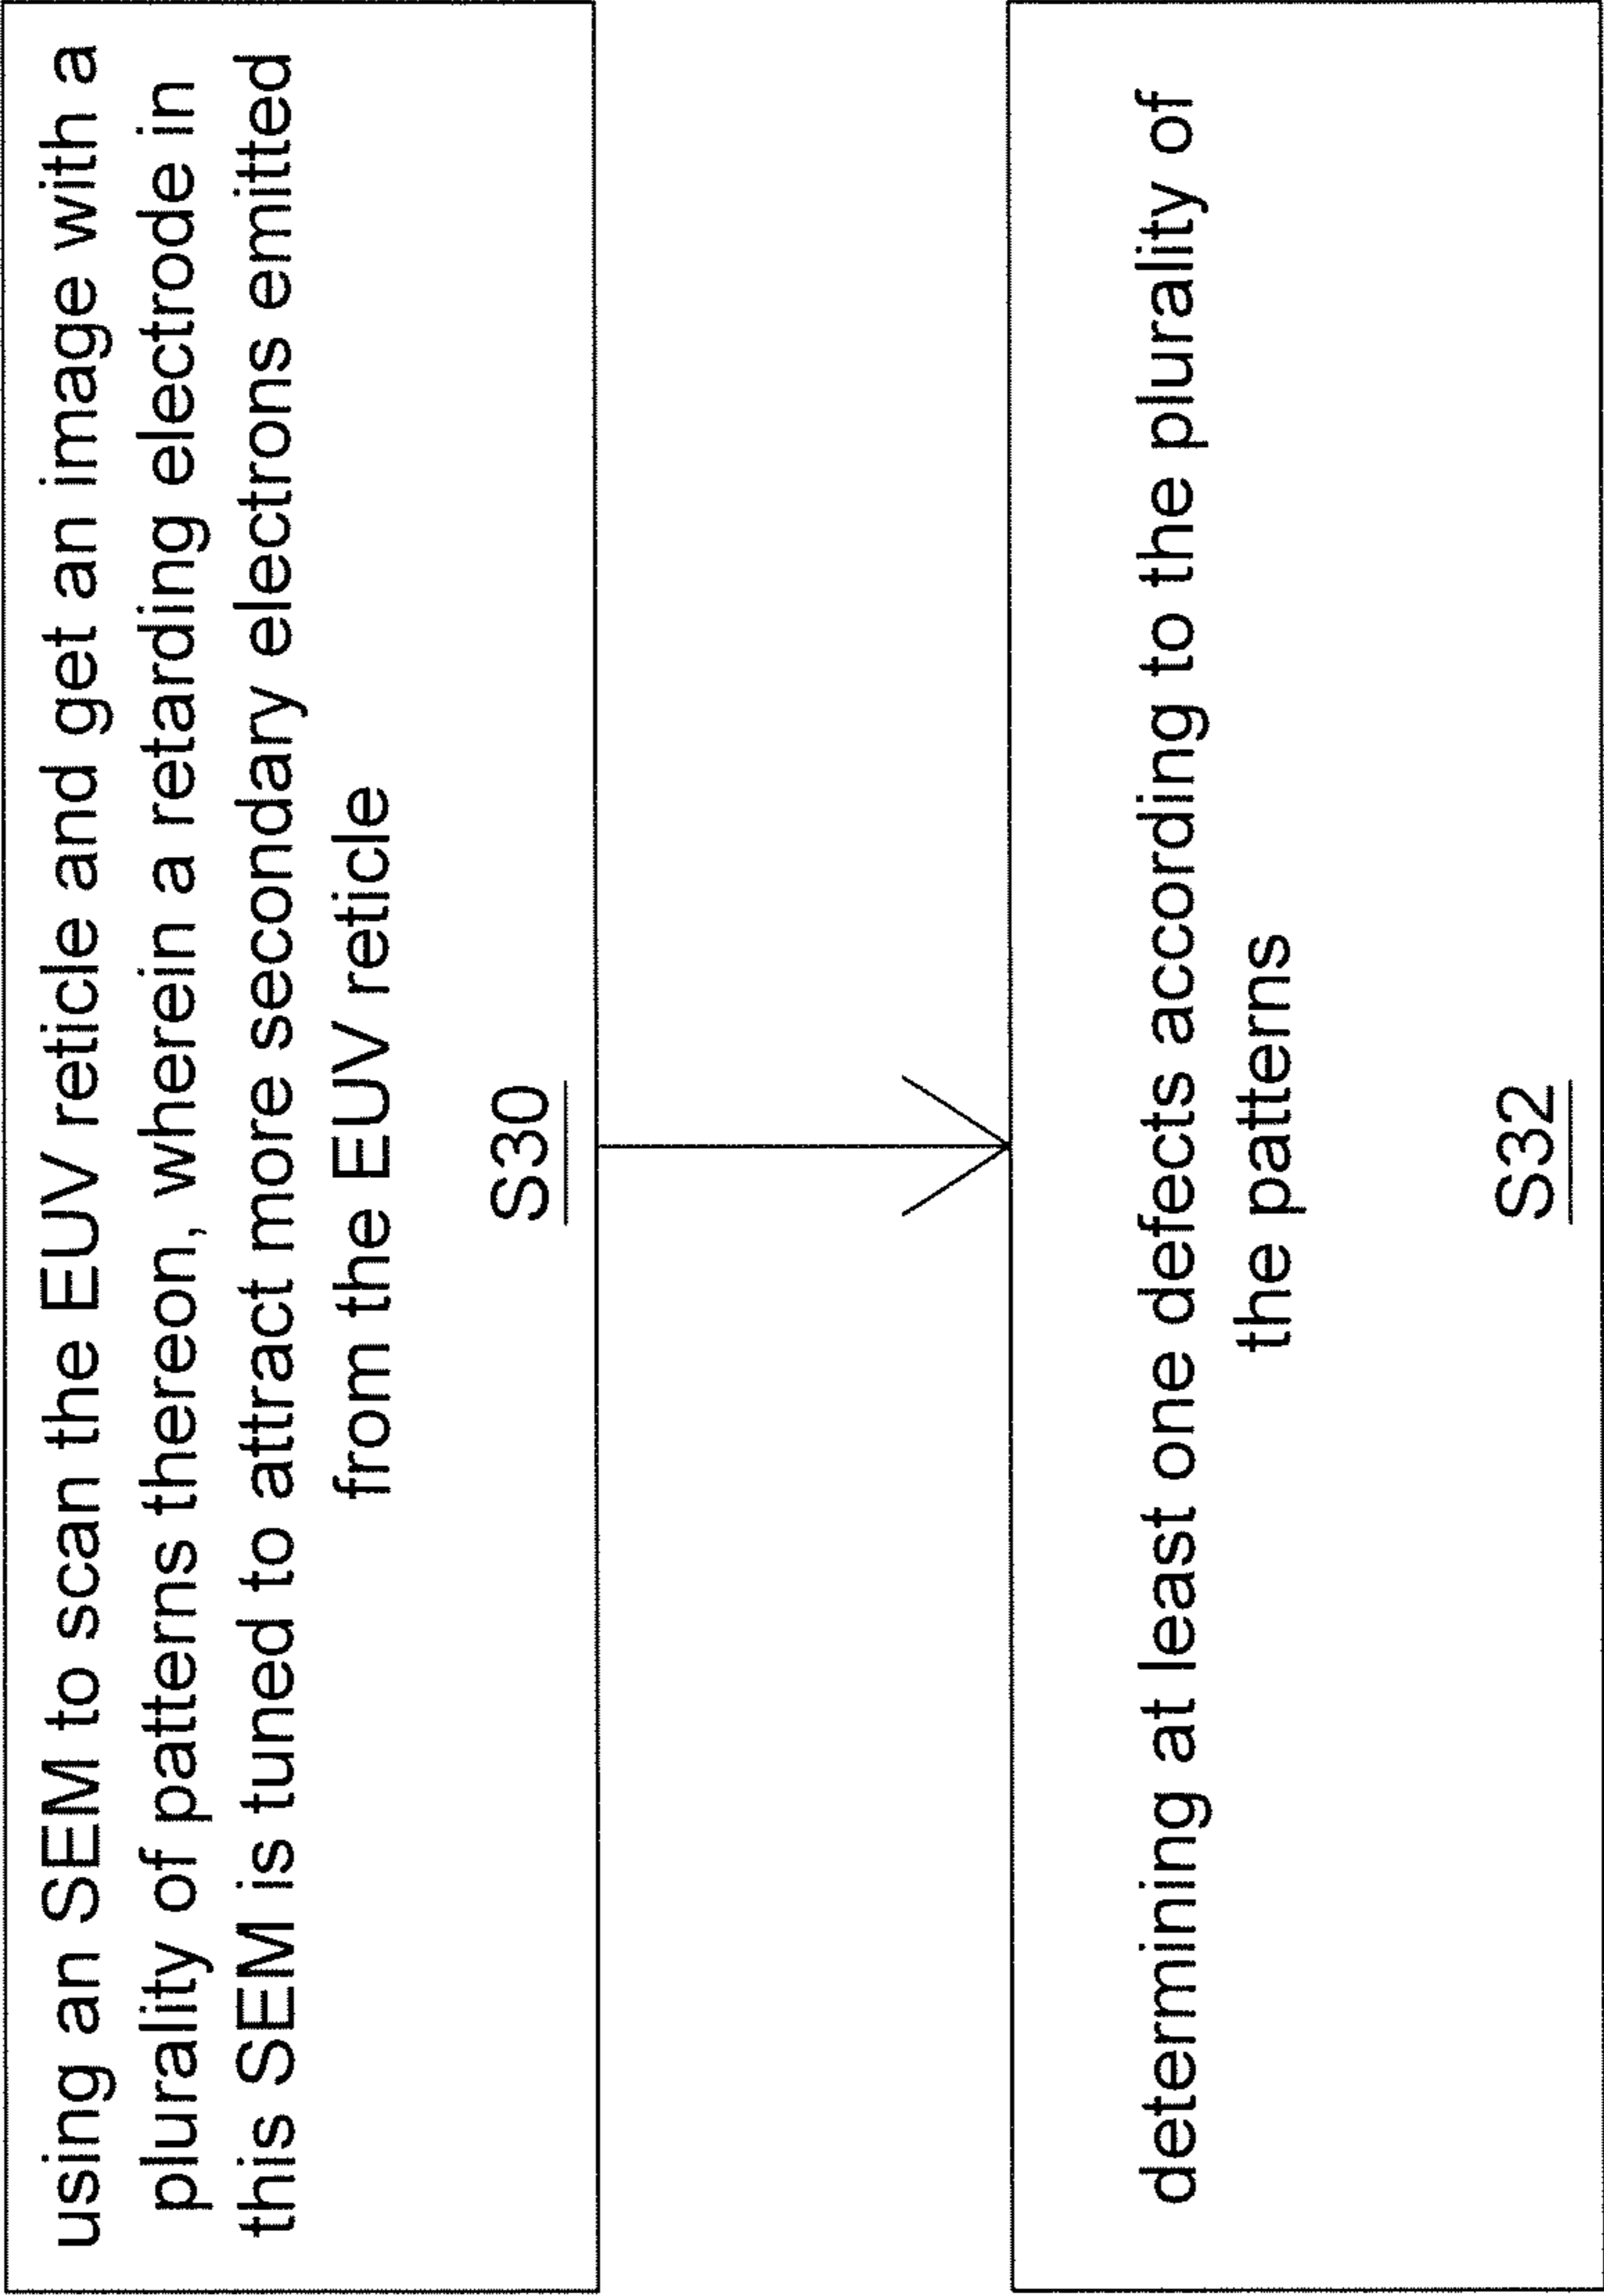 using an SEM to scan the EUV reticle and get an image with a
plurality of patterns thereon, wherein a retarding electrode in
this SEM is tuned to attract more secondary electrons emitted
from the EUV reticle
S30
determining at least one defects according to the plurality of
the patterns
S32